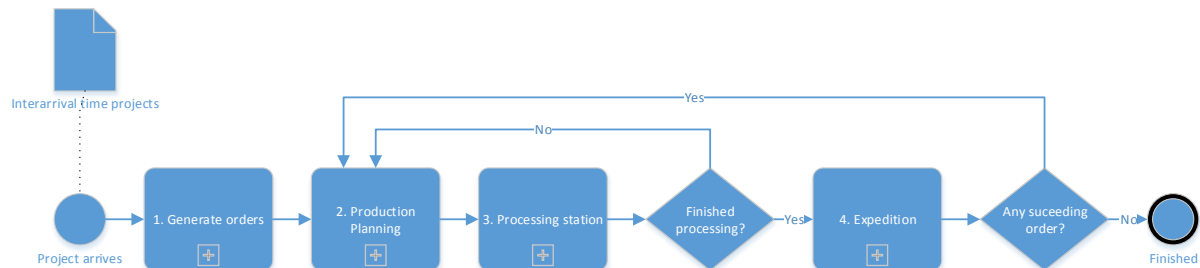 Interarrival time projects
Yes
No
1. Generate orders
2. Production
Planning
3. Processing station
Finished
processing?
Yes
4. Expedition
Any suceeding
order?
No
Project arrives
Finished